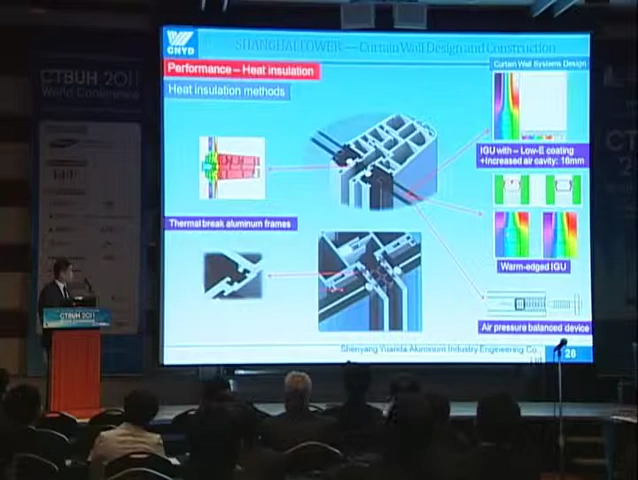 CNYD
SHANGHAI TOWER — Curtain Wall Design and Construction
Performance – Heat insulation
Curtain Wall Systems Design
Heat insulation methods
IGU with – Low-E coating
+Increased air cavity: 16mm
Thermal break aluminum frames
Warm-edged IGU
Air pressure balanced device
Shenyang Yuanda Aluminum Industry Engineering Co.
26
CTBUH 2011
World Conference
CTBUH 2011